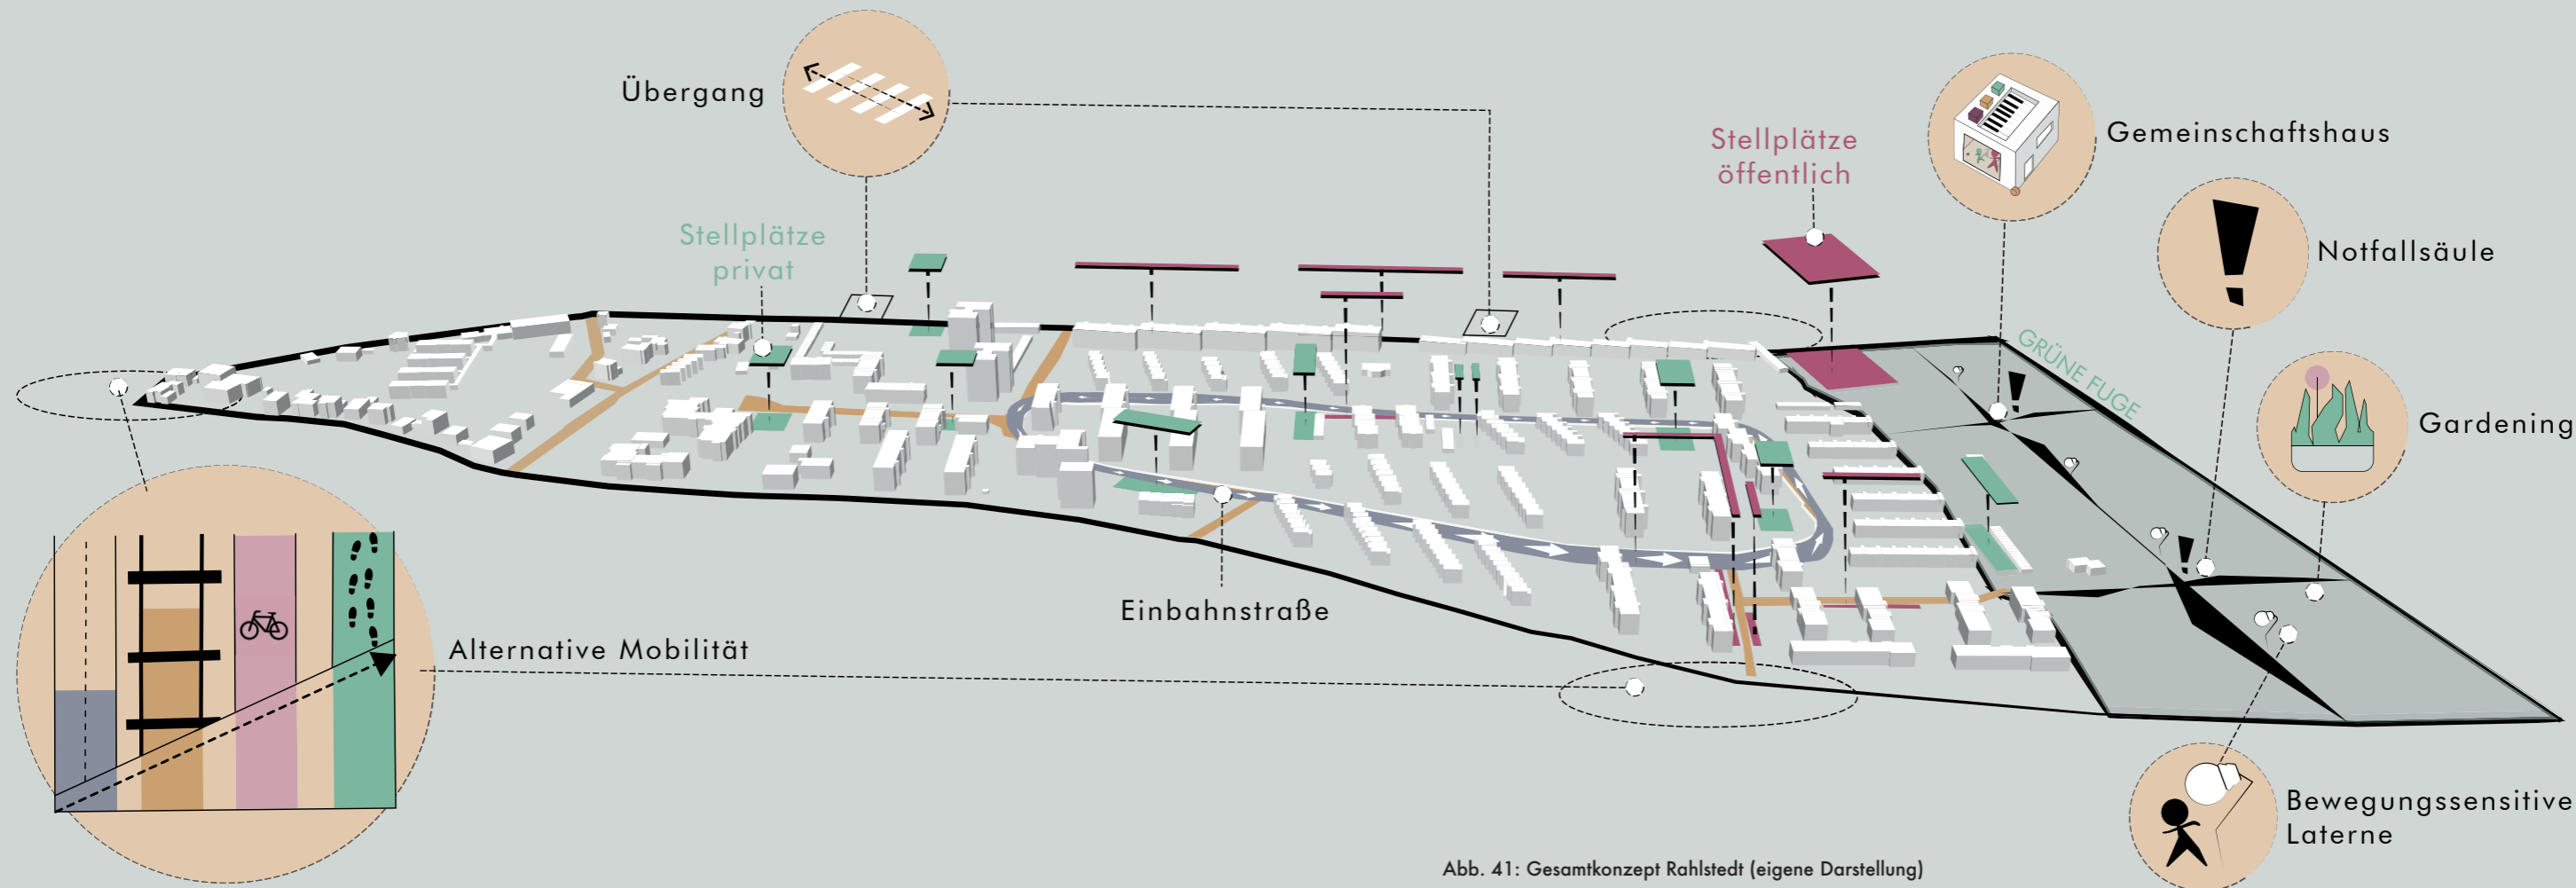 Übergang
Stellplätze
öffentlich
Gemeinschaftshaus
Stellplätze
privat
Notfallsäule
GRÜNE FUGE
Gardening
Einbahnstraße
Alternative Mobilität
Bewegungssensitive
Laterne
Abb. 41: Gesamtkonzept Rahlstedt (eigene Darstellung)